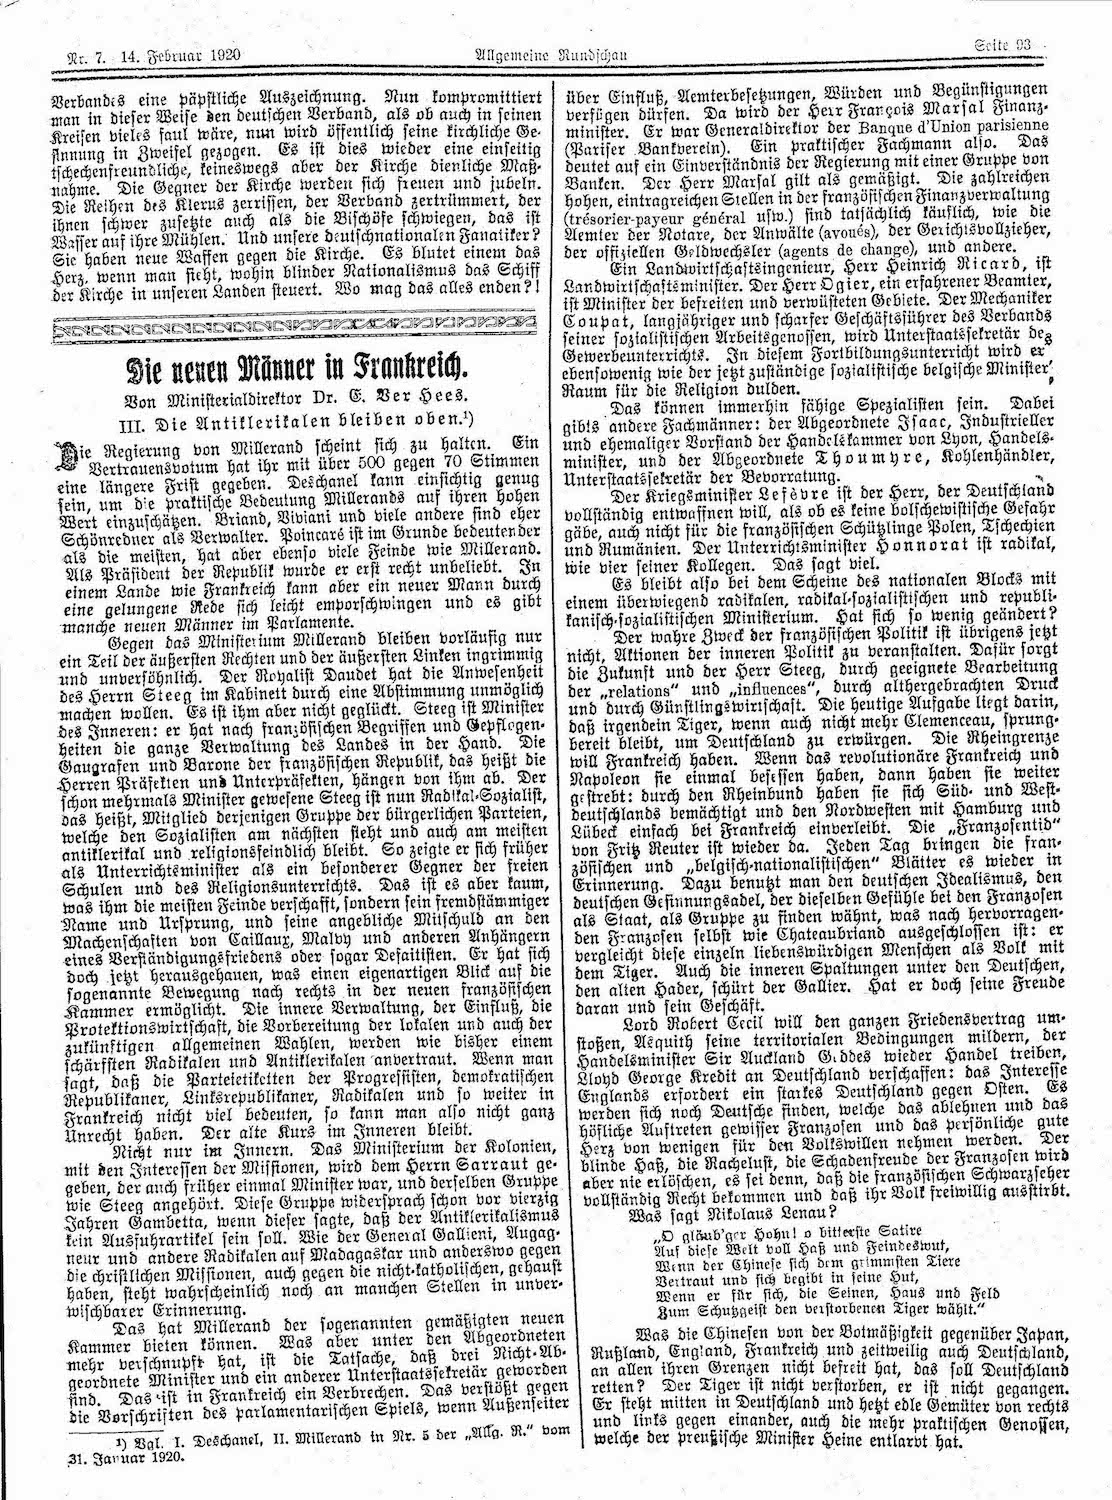 Nr. 7. 14. Februar 1920
Allgemeine Rundschau
Seite 93
Verbandes eine päpstliche Auszeichnung. Nun kompromittiert
man in dieser Weise den deutschen Verband, als ob auch in seinen
Kreisen vieles faul wäre, nun wird öffentlich seine kirchliche Ge-
sinnung in Zweifel gezogen. Es ist dies wieder eine einseitig
tschechenfreundliche, keineswegs aber der Kirche dienliche Maß-
nahme. Die Gegner der Kirche werden sich freuen und jubeln.
Die Reihen des Klerus zerrissen, der Verband zertrümmert, der
ihnen schwer zusetzte auch als die Bischöfe schwiegen, das ist
Wasser auf ihre Mühlen. Und unsere deutschnationalen Fanatiker?
Sie haben neue Waffen gegen die Kirche. Es blutet einem das
Herz, wenn man sieht, wohin blinder Nationalismus das Schiff
der Kirche in unseren Landen steuert. Wo mag das alles enden?!
Die neuen Männer in Frankreich.
Von Ministerialdirektor Dr. E. Ver Hees.
III. Die Antiklerikalen bleiben oben.¹)
Die Regierung von Millerand scheint sich zu halten. Ein
Vertrauensvotum hat ihr mit über 500 gegen 70 Stimmen
eine längere Frist gegeben. Deschanel kann einsichtig genug
sein, um die praktische Bedeutung Millerands auf ihren hohen
Wert einzuschätzen. Briand, Viviani und viele andere sind eher
Schönredner als Verwalter. Poincaré ist im Grunde bedeutender
als die meisten, hat aber ebenso viele Feinde wie Millerand.
Als Präsident der Republik wurde er erst recht unbeliebt. In
einem Lande wie Frankreich kann aber ein neuer Mann durch
eine gelungene Rede sich leicht emporschwingen und es gibt
manche neuen Männer im Parlamente.
Gegen das Ministerium Millerand bleiben vorläufig nur
ein Teil der äußersten Rechten und der äußersten Linken ingrimmig
und unversöhnlich. Der Royalist Daudet hat die Anwesenheit
des Herrn Steeg im Kabinett durch eine Abstimmung unmöglich
machen wollen. Es ist ihm aber nicht geglückt. Steeg ist Minister
des Inneren: er hat nach französischen Begriffen und Gepflogen-
heiten die ganze Verwaltung des Landes in der Hand. Die
Gaugrafen und Barone der französischen Republik, das heißt die
Herren Präfekten und Unterpräfekten, hängen von ihm ab. Der
schon mehrmals Minister gewesene Steeg ist nun Radikal-Sozialist,
das heißt, Mitglied derjenigen Gruppe der bürgerlichen Parteien,
welche den Sozialisten am nächsten steht und auch am meisten
antiklerikal und religionsfeindlich bleibt. So zeigte er sich früher
als Unterrichtsminister als ein besonderer Gegner der freien
Schulen und des Religionsunterrichts. Das ist es aber kaum,
was ihm die meisten Feinde verschafft, sondern sein fremdstämmiger
Name und Ursprung, und seine angebliche Mitschuld an den
Machenschaften von Caillaux, Malvy und anderen Anhängern
eines Verständigungsfriedens oder sogar Defaitisten. Er hat sich
doch jetzt herausgehauen, was einen eigenartigen Blick auf die
sogenannte Bewegung nach rechts in der neuen französischen
Kammer ermöglicht. Die innere Verwaltung, der Einfluß, die
Protektionswirtschaft, die Vorbereitung der lokalen und auch der
zukünftigen allgemeinen Wahlen, werden wie bisher einem
schärfsten Radikalen und Antiklerikalen anvertraut. Wenn man
sagt, daß die Parteietiketten der Progressisten, demokratischen
Republikaner, Linksrepublikaner, Radikalen und so weiter in
Frankreich nicht viel bedeuten, so kann man also nicht ganz
Unrecht haben. Der alte Kurs im Inneren bleibt.
Nicht nur im Innern. Das Ministerium der Kolonien,
mit den Interessen der Missionen, wird dem Herrn Sarraut ge-
geben, der auch früher einmal Minister war, und derselben Gruppe
wie Steeg angehört. Diese Gruppe widersprach schon vor vierzig
Jahren Gambetta, wenn dieser sagte, daß der Antiklerikalismus
kein Ausfuhrartikel sein soll. Wie der General Gallieni, Augag-
neur und andere Radikalen auf Madagaskar und anderswo gegen
die christlichen Missionen, auch gegen die nicht-katholischen, gehaust
haben, steht wahrscheinlich noch an manchen Stellen in unver-
wischbarer Erinnerung.
Das hat Millerand der sogenannten gemäßigten neuen
Kammer bieten können. Was aber unter den Abgeordneten
mehr verschnupft hat, ist die Tatsache, daß drei Nicht-Ab-
geordnete Minister und ein anderer Unterstaatssekretär geworden
sind. Das ist in Frankreich ein Verbrechen. Das verstößt gegen
die Vorschriften des parlamentarischen Spiels, wenn Außenseiter
¹) Vgl. I. Deschanel, II. Millerand in Nr. 5 der „Allg. R.“ vom
31. Januar 1920.
über Einfluß, Aemterbesetzungen, Würden und Begünstigungen
verfügen dürfen. Da wird der Herr François Marsal Finanz-
minister. Er war Generaldirektor der Banque d'Union parisienne
(Pariser Bankverein). Ein praktischer Fachmann also. Das
deutet auf ein Einverständnis der Regierung mit einer Gruppe von
Banken. Der Herr Marsal gilt als gemäßigt. Die zahlreichen
hohen, eintragreichen Stellen in der französischen Finanzverwaltung
(trésorier-payeur général usw.) sind tatsächlich käuflich, wie die
Aemter der Notare, der Anwälte (avoués), der Gerichtsvollzieher,
der offiziellen Geldwechsler (agents de change), und andere.
Ein Landwirtschaftsingenieur, Herr Heinrich Ricard, ist
Landwirtschaftsminister. Der Herr Ogier, ein erfahrener Beamter,
ist Minister der befreiten und verwüsteten Gebiete. Der Mechaniker
Coupat, langjähriger und scharfer Geschäftsführer des Verbands
seiner sozialistischen Arbeitsgenossen, wird Unterstaatssekretär des
Gewerbeunterrichts. In diesem Fortbildungsunterricht wird er
ebensowenig wie der jetzt zuständige sozialistische belgische Minister,
Raum für die Religion dulden.
Das können immerhin fähige Spezialisten sein. Dabei
gibts andere Fachmänner: der Abgeordnete Isaac, Industrieller
und ehemaliger Vorstand der Handelskammer von Lyon, Handels-
minister, und der Abgeordnete Thoumyre, Kohlenhändler,
Unterstaatssekretär der Bevorratung.
Der Kriegsminister Lefèvre ist der Herr, der Deutschland
vollständig entwaffnen will, als ob es keine bolschewistische Gefahr
gäbe, auch nicht für die französischen Schützlinge Polen, Tschechien
und Rumänien. Der Unterrichtsminister Honnorat ist radikal,
wie vier seiner Kollegen. Das sagt viel.
Es bleibt also bei dem Scheine des nationalen Blocks mit
einem überwiegend radikalen, radikal-sozialistischen und republi-
kanisch-sozialistischen Ministerium. Hat sich so wenig geändert?
Der wahre Zweck der französischen Politik ist übrigens jetzt
nicht, Aktionen der inneren Politik zu veranstalten. Dafür sorgt
die Zukunft und der Herr Steeg, durch geeignete Bearbeitung
der „relations“ und „influences“, durch althergebrachten Druck
und durch Günstlingswirtschaft. Die heutige Aufgabe liegt darin,
daß irgendein Tiger, wenn auch nicht mehr Clemenceau, sprung-
bereit bleibt, um Deutschland zu erwürgen. Die Rheingrenze
will Frankreich haben. Wenn das revolutionäre Frankreich und
Napoleon sie einmal besessen haben, dann haben sie weiter
gestrebt: durch den Rheinbund haben sie sich Süd- und West-
deutschlands bemächtigt und den Nordwesten mit Hamburg und
Lübeck einfach bei Frankreich einverleibt. Die „Franzosentid“
von Fritz Reuter ist wieder da. Jeden Tag bringen die fran-
zösischen und „belgisch-nationalistischen“ Blätter es wieder in
Erinnerung. Dazu benutzt man den deutschen Idealismus, den
deutschen Gesinnungsadel, der dieselben Gefühle bei den Franzosen
als Staat, als Gruppe zu finden wähnt, was nach hervorragen-
den Franzosen selbst wie Chateaubriand ausgeschlossen ist: er
vergleicht diese einzeln liebenswürdigen Menschen als Volk mit
dem Tiger. Auch die inneren Spaltungen unter den Deutschen,
den alten Hader, schürt der Gallier. Hat er doch seine Freude
daran und sein Geschäft.
Lord Robert Cecil will den ganzen Friedensvertrag um-
stoßen, Asquith seine territorialen Bedingungen mildern, der
Handelsminister Sir Auckland Geddes wieder Handel treiben,
Lloyd George Kredit an Deutschland verschaffen: das Interesse
Englands erfordert ein starkes Deutschland gegen Osten. Es
werden sich noch Deutsche finden, welche das ablehnen und das
höfliche Auftreten gewisser Franzosen und das persönliche gute
Herz von wenigen für den Volkswillen nehmen werden. Der
blinde Haß, die Rachelust, die Schadenfreude der Franzosen wird
aber nie erlöschen, es sei denn, daß die französischen Schwarzseher
vollständig Recht bekommen und daß ihr Volk freiwillig ausstirbt.
Was sagt Nikolaus Lenau?
„O gläub'ger Hohn! o bitterste Satire
Auf diese Welt voll Haß und Feindeswut,
Wenn der Chinese sich dem grimmsten Tiere
Vertraut und sich begibt in seine Hut,
Wenn er für sich, die Seinen, Haus und Feld
Zum Schutzgeist den verstorbenen Tiger wählt.“
Was die Chinesen von der Botmäßigkeit gegenüber Japan,
Rußland, England, Frankreich und zeitweilig auch Deutschland,
an allen ihren Grenzen nicht befreit hat, das soll Deutschland
retten? Der Tiger ist nicht verstorben, er ist nicht gegangen.
Er steht mitten in Deutschland und hetzt edle Gemüter von rechts
und links gegen einander, auch die mehr praktischen Genossen,
welche der preußische Minister Heine entlarvt hat.